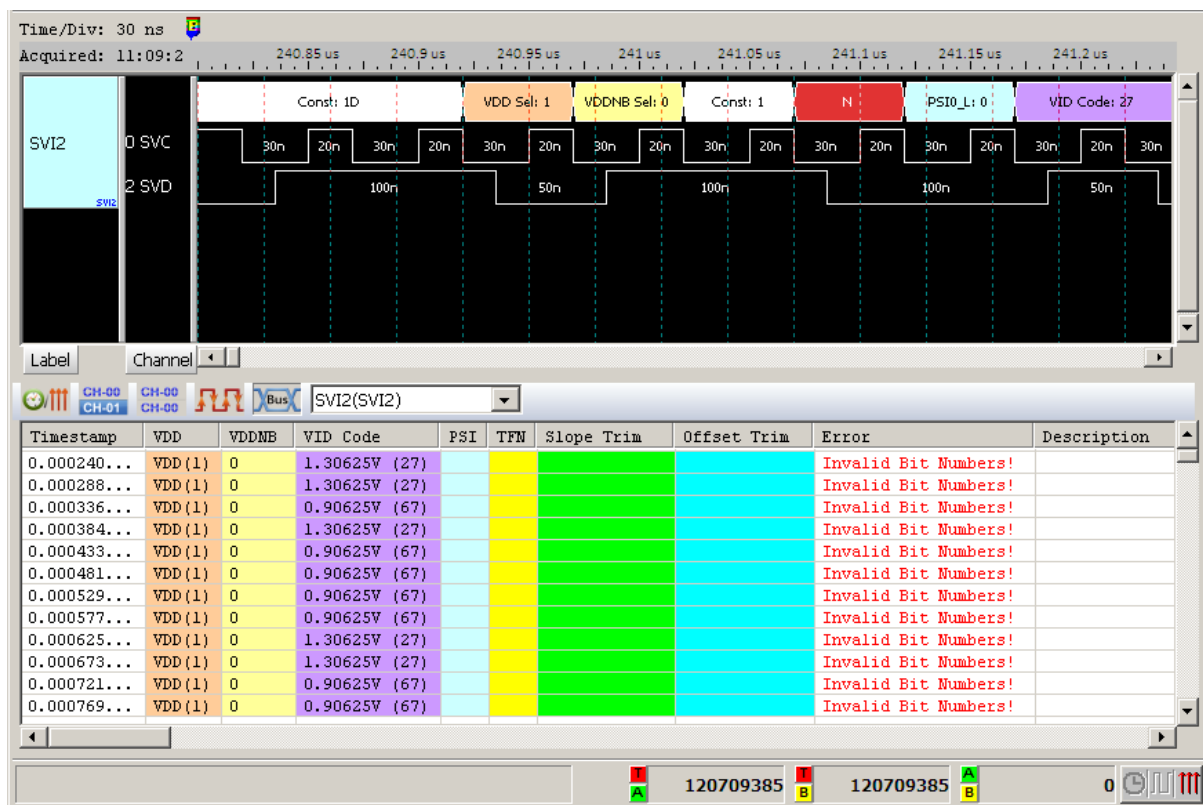 Time/Div: 30 ns B
Acquired: 11:09:2 240.85 us 240.9 us 240.95 us 241 us 241.05 us 241.1 us 241.15 us 241.2 us
Const: 1D VDD Sel: 1 VDDNB Sel: 0 Const: 1 N PSI0_L: 0 VID Code: 27
SVI2 0 SVC 30n 20n 30n 20n 30n 20n 30n 20n 30n 20n 30n 20n 30n 20n 30n 20n 30n
2 SVD 100n 50n 100n 100n 50n
SVI2
Label Channel
CH-00 CH-01 CH-00 CH-00 Bus SVI2(SVI2)
Timestamp VDD VDDNB VID Code PSI TFN Slope Trim Offset Trim Error Description
0.000240... VDD(1) 0 1.30625V (27) Invalid Bit Numbers!
0.000288... VDD(1) 0 1.30625V (27) Invalid Bit Numbers!
0.000336... VDD(1) 0 0.90625V (67) Invalid Bit Numbers!
0.000384... VDD(1) 0 1.30625V (27) Invalid Bit Numbers!
0.000433... VDD(1) 0 0.90625V (67) Invalid Bit Numbers!
0.000481... VDD(1) 0 0.90625V (67) Invalid Bit Numbers!
0.000529... VDD(1) 0 0.90625V (67) Invalid Bit Numbers!
0.000577... VDD(1) 0 0.90625V (67) Invalid Bit Numbers!
0.000625... VDD(1) 0 1.30625V (27) Invalid Bit Numbers!
0.000673... VDD(1) 0 1.30625V (27) Invalid Bit Numbers!
0.000721... VDD(1) 0 0.90625V (67) Invalid Bit Numbers!
0.000769... VDD(1) 0 0.90625V (67) Invalid Bit Numbers!
T A 120709385 T B 120709385 A B 0